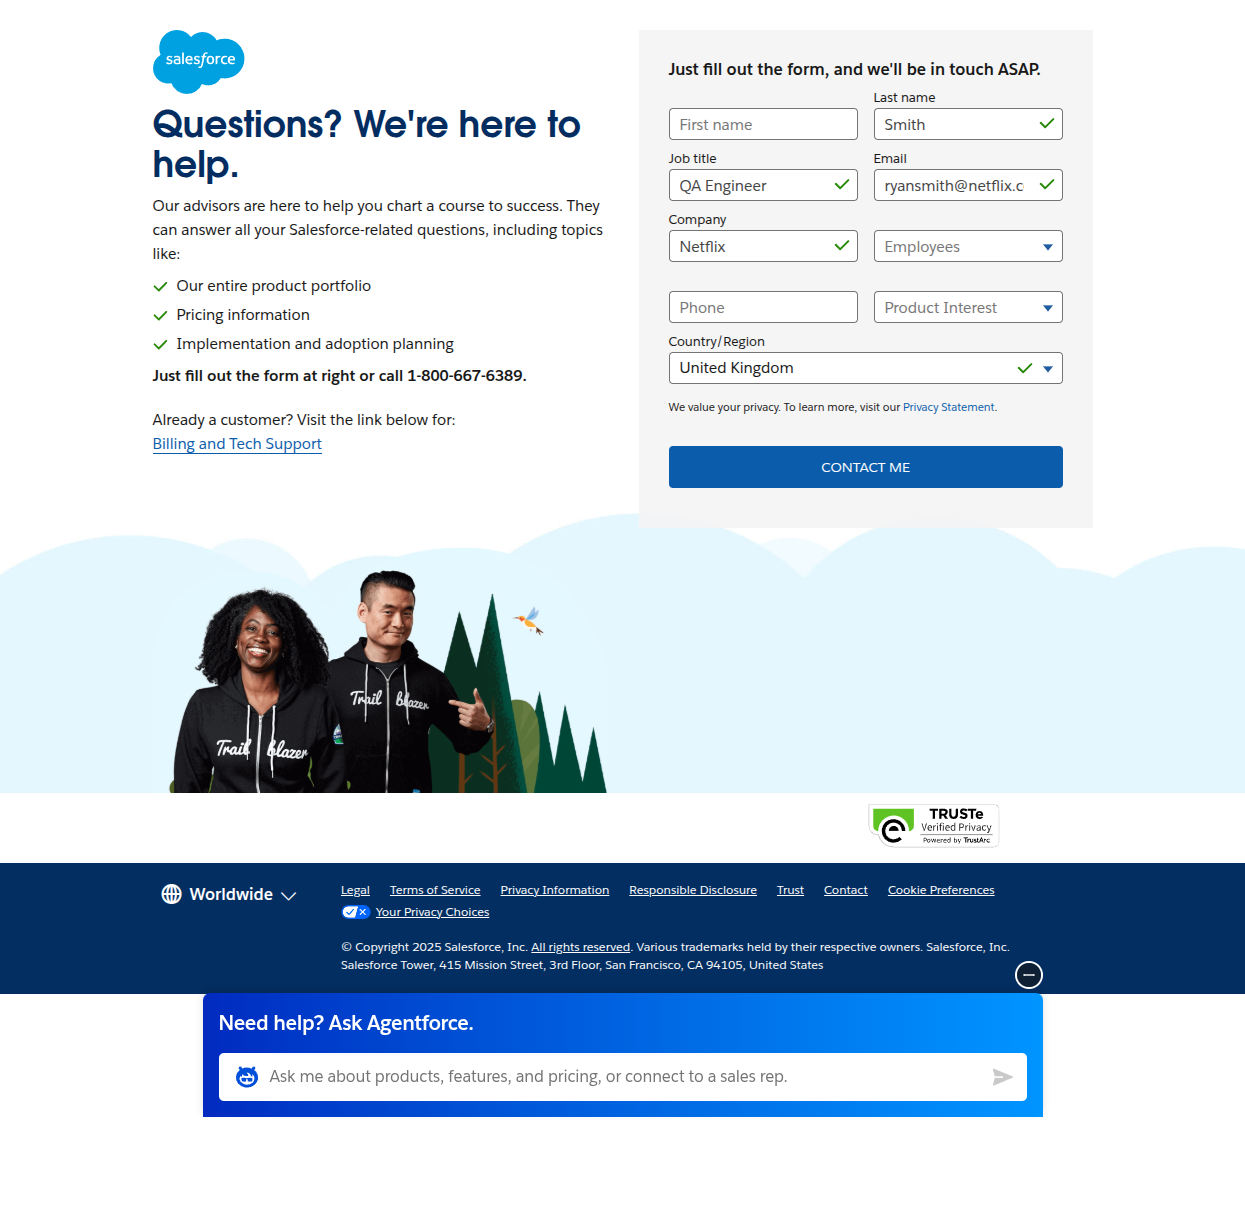 salesforce
Questions? We're here to
help.
Our advisors are here to help you chart a course to success. They
can answer all your Salesforce-related questions, including topics
like:
Our entire product portfolio
Pricing information
Implementation and adoption planning
Just fill out the form at right or call 1-800-667-6389.
Already a customer? Visit the link below for:
Billing and Tech Support
Just fill out the form, and we'll be in touch ASAP.
Last name
First name
Smith
Job title
Email
QA Engineer
ryansmith@netflix.c
Company
Netflix
Employees
Phone
Product Interest
Country/Region
United Kingdom
We value your privacy. To learn more, visit our Privacy Statement.
CONTACT ME
Trail blazer
Trail blazer
TRUSTe
Verified Privacy
Powered by TrustArc
Worldwide
Legal Terms of Service Privacy Information Responsible Disclosure Trust Contact Cookie Preferences
Your Privacy Choices
© Copyright 2025 Salesforce, Inc. All rights reserved. Various trademarks held by their respective owners. Salesforce, Inc.
Salesforce Tower, 415 Mission Street, 3rd Floor, San Francisco, CA 94105, United States
Need help? Ask Agentforce.
Ask me about products, features, and pricing, or connect to a sales rep.